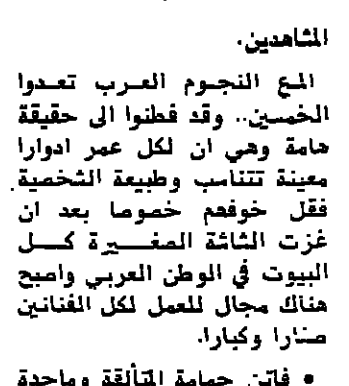 المشاهدين.
المع النجوم العرب تعدوا
الخمسين.. وقد فطنوا الى حقيقة
هامة وهي ان لكل عمر ادوارا
معينة تتناسب وطبيعة الشخصية
فقل خوفهم خصوصا بعد ان
غزت الشاشة الصغيرة كل
البيوت في الوطن العربي واصبح
هناك مجال للعمل لكل الفنانين
صغارا وكبارا.
• فاتن حمامة المتألقة وماجدة